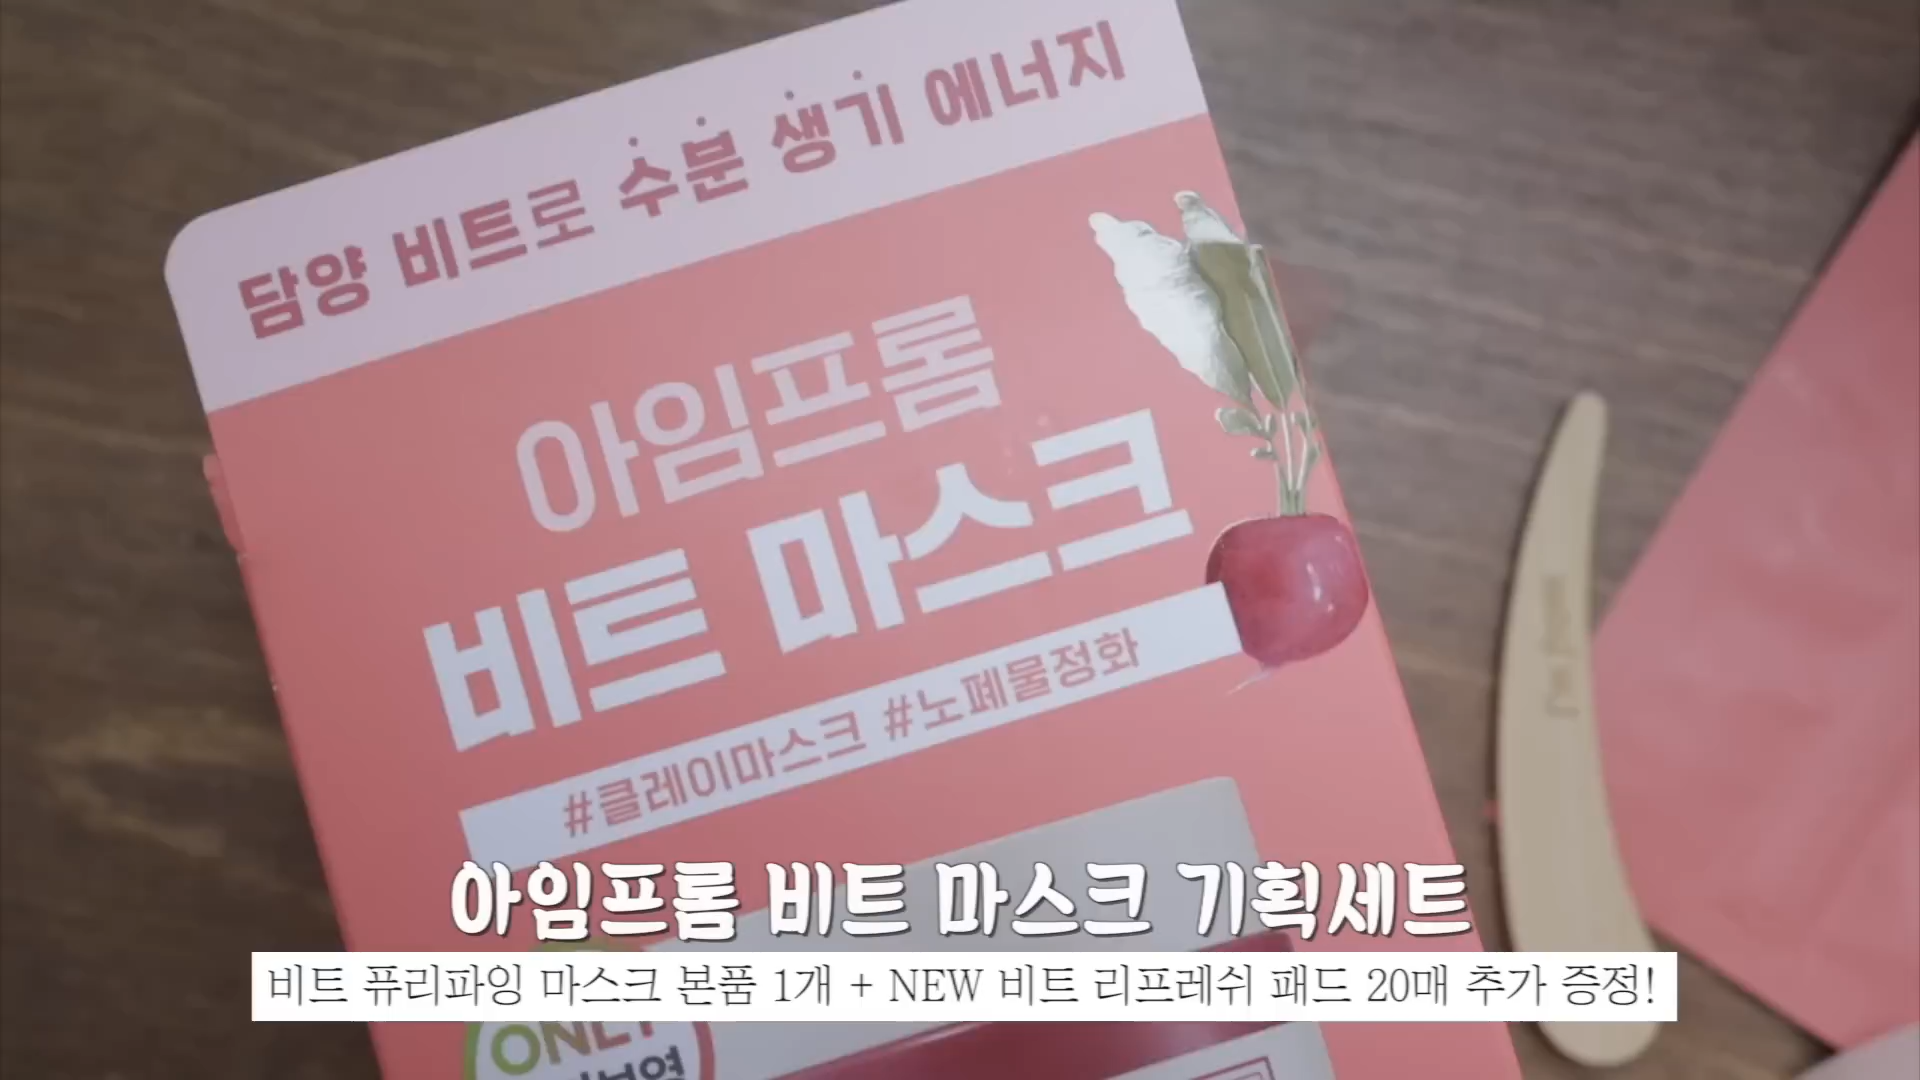 담양 비트로 수분 생기 에너지
아임프롬
비트 마스크
#클레이마스크 #노폐물정화
아임프롬 비트 마스크 기획세트
비트 퓨리파잉 마스크 본품 1개 + NEW 비트 리프레쉬 패드 20매 추가 증정!
ONLY